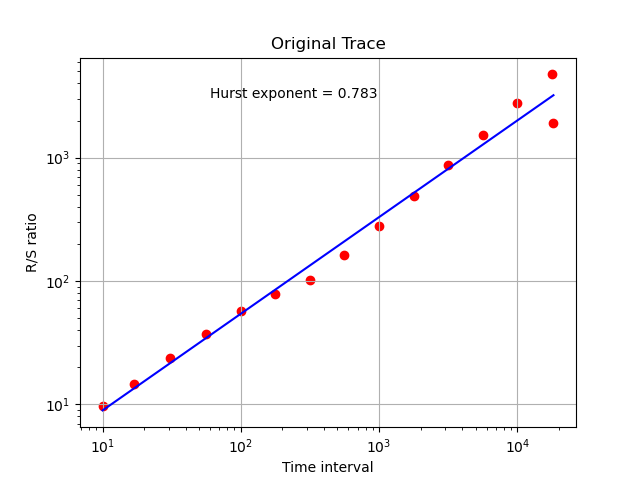 Original Trace
Hurst exponent = 0.783
R/S ratio
10³
10²
10¹
10¹ 10² 10³ 10⁴
Time interval